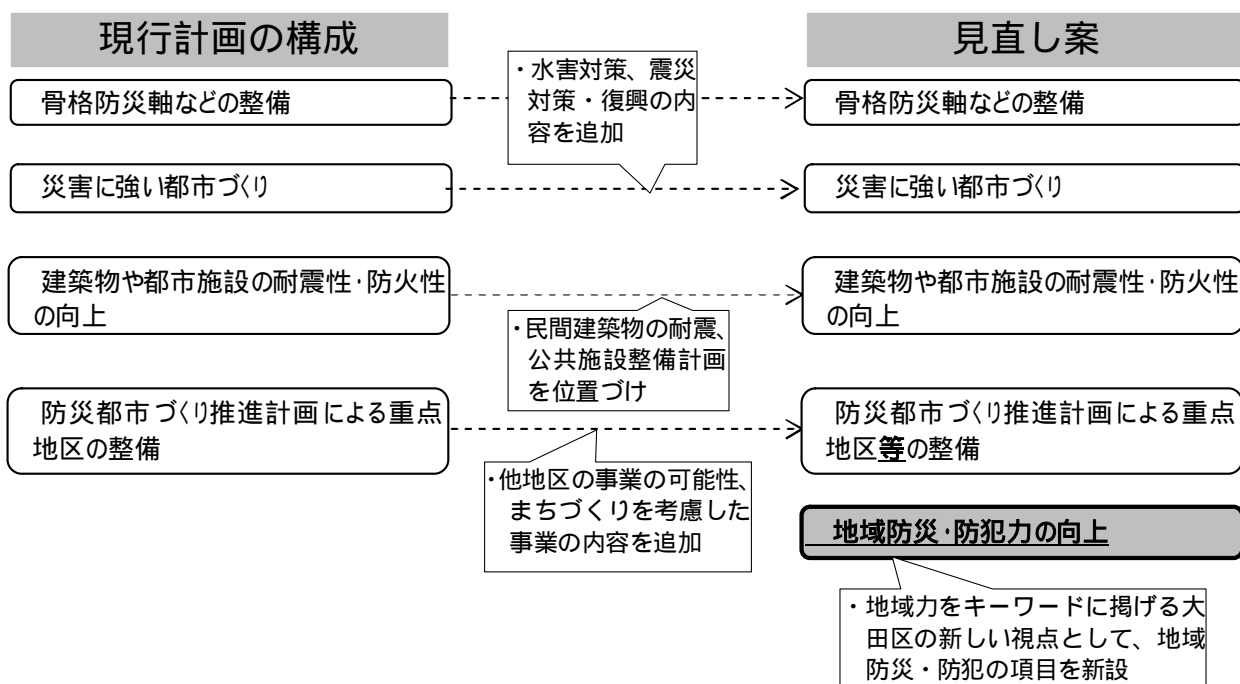 現行計画の構成
見直し案
骨格防災軸などの整備
・水害対策、震災
対策・復興の内
容を追加
骨格防災軸などの整備
災害に強い都市づくり
災害に強い都市づくり
建築物や都市施設の耐震性・防火性
の向上
・民間建築物の耐震、
公共施設整備計画
を位置づけ
建築物や都市施設の耐震性・防火性
の向上
防災都市づくり推進計画による重点
地区の整備
・他地区の事業の可能性、
まちづくりを考慮した
事業の内容を追加
防災都市づくり推進計画による重点
地区等の整備
地域防災・防犯力の向上
・地域力をキーワードに掲げる大
田区の新しい視点として、地域
防災・防犯の項目を新設